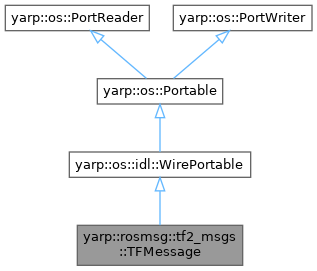 yarp::os::PortReader
yarp::os::PortWriter
yarp::os::Portable
yarp::os::idl::WirePortable
yarp::rosmsg::tf2_msgs
::TFMessage